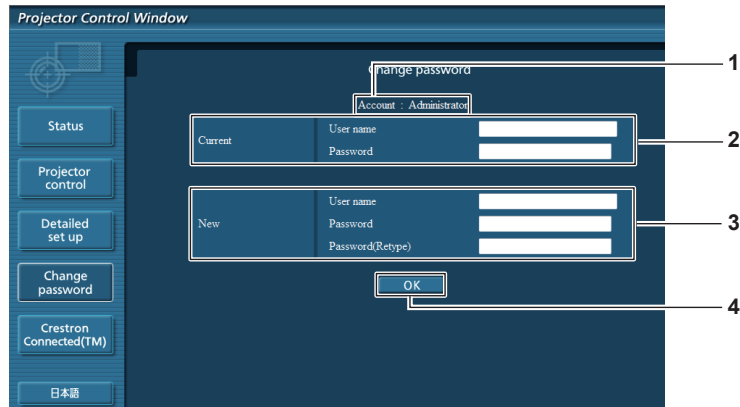 Projector Control Window
Change password
1
Account : Administrator
Status
Current
User name
Password
2
Projector
control
New
User name
Password
Password(Retype)
3
Detailed
set up
Change
password
OK
4
Crestron
Connected(TM)
日本語